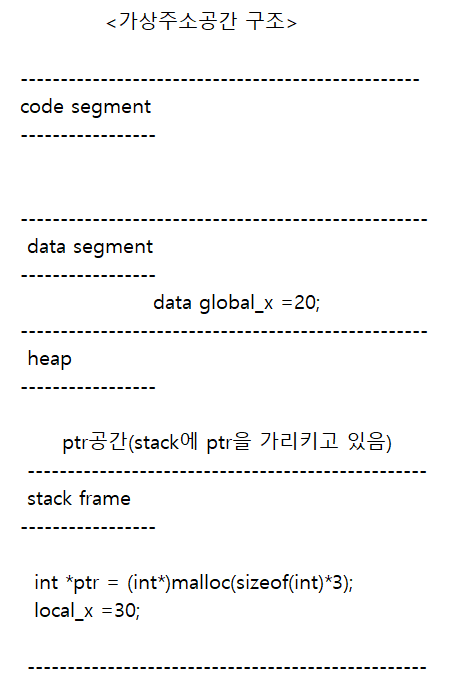 <가상주소공간 구조>
--------------------------------------------------
code segment
-----------------
---------------------------------------------------
data segment
-----------------
data global_x =20;
---------------------------------------------------
heap
-----------------
ptr공간(stack에 ptr을 가리키고 있음)
--------------------------------------------------
stack frame
-----------------
int *ptr = (int*)malloc(sizeof(int)*3);
local_x =30;
--------------------------------------------------